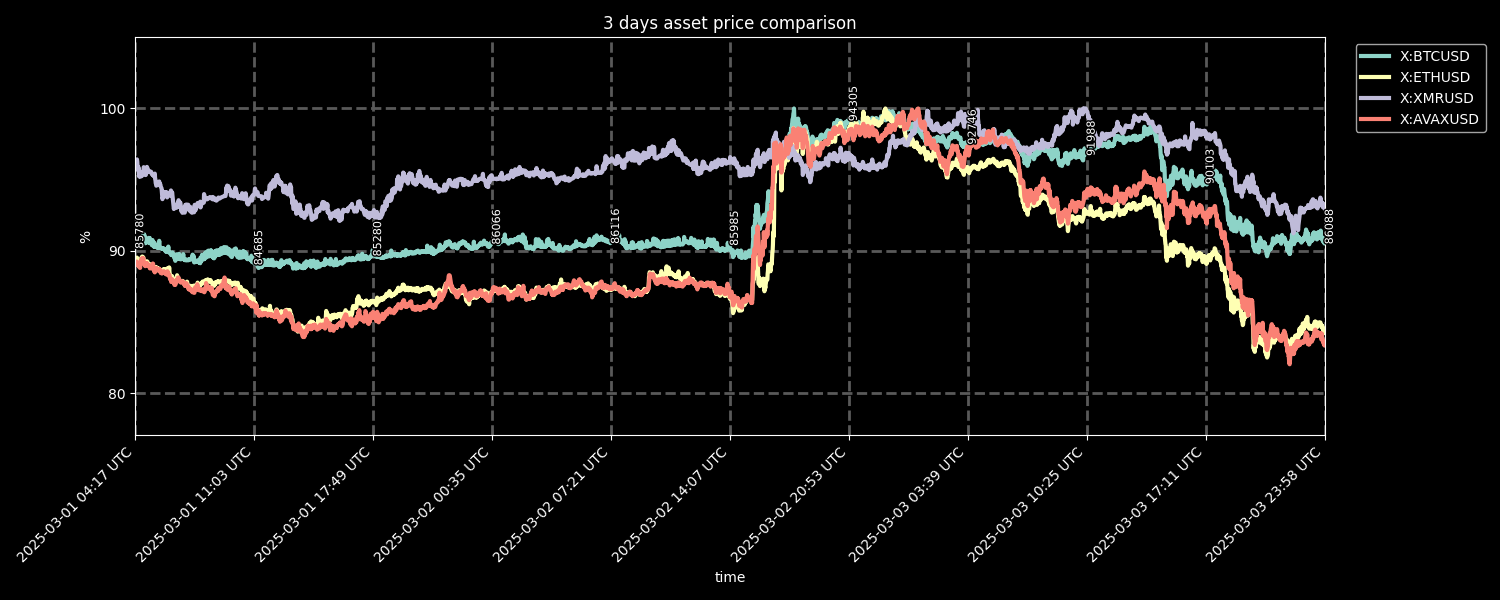 3 days asset price comparison
X:BTCUSD
X:ETHUSD
X:XMRUSD
X:AVAXUSD
100
90
80
%
85780
84685
85280
86066
86116
85985
94305
92746
91988
90103
86088
2025-03-01 04:17 UTC
2025-03-01 11:03 UTC
2025-03-01 17:49 UTC
2025-03-02 00:35 UTC
2025-03-02 07:21 UTC
2025-03-02 14:07 UTC
2025-03-02 20:53 UTC
2025-03-03 03:39 UTC
2025-03-03 10:25 UTC
2025-03-03 17:11 UTC
2025-03-03 23:58 UTC
time